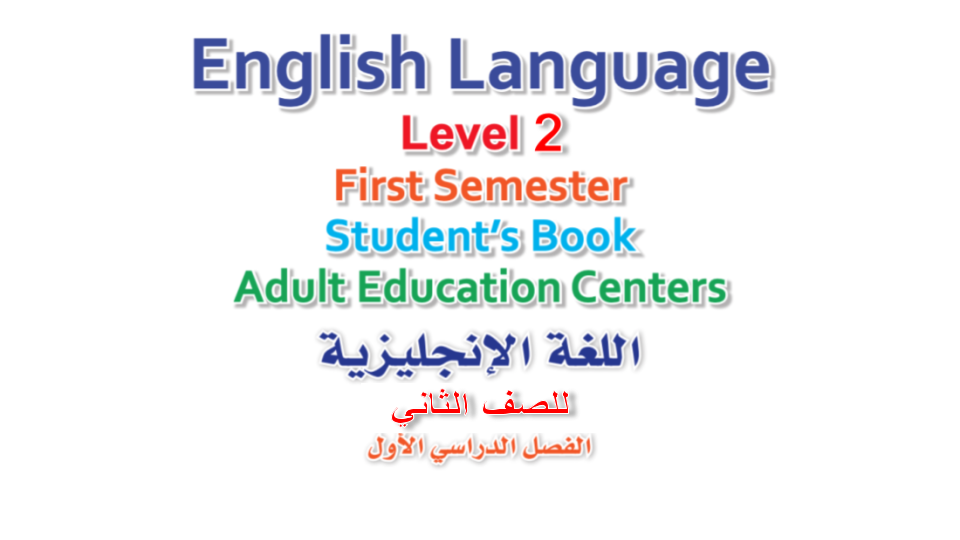 English Language
Level 2
First Semester
Student's Book
Adult Education Centers
اللغة الإنجليزية
للصف الثاني
الفصل الدراسي الأول